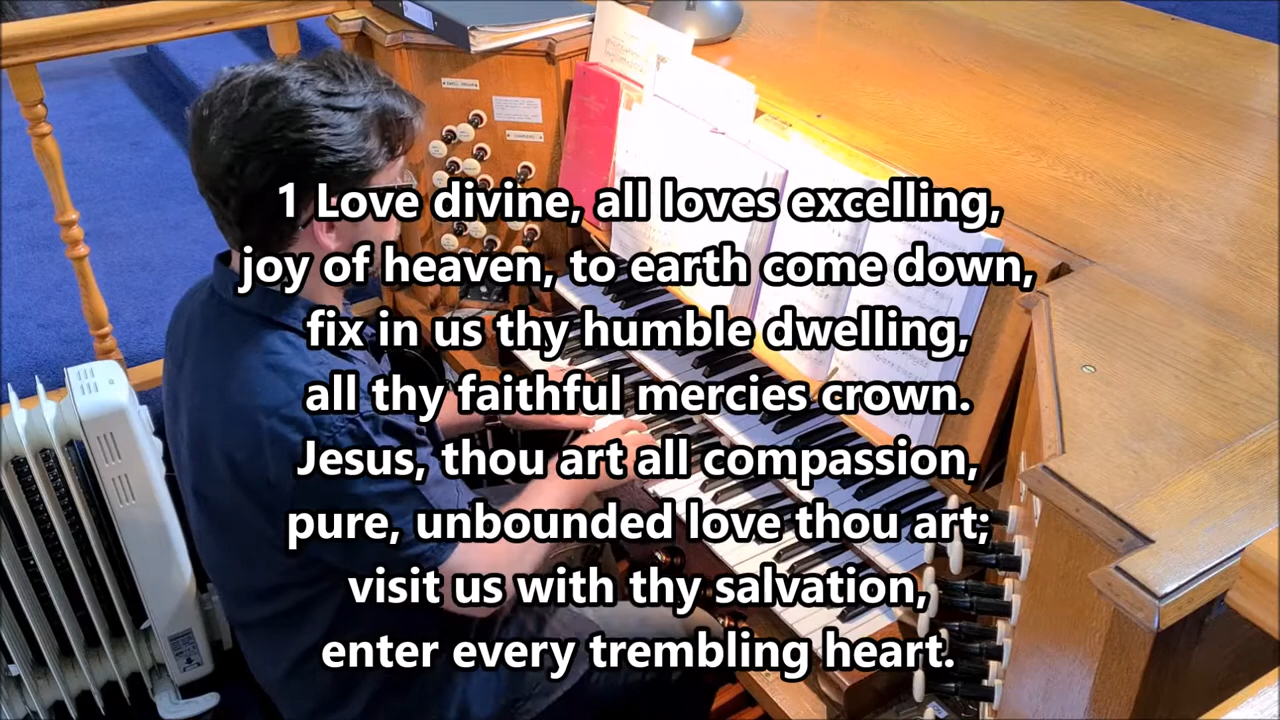 1 Love divine, all loves excelling,
joy of heaven, to earth come down,
fix in us thy humble dwelling,
all thy faithful mercies crown.
Jesus, thou art all compassion,
pure, unbounded love thou art;
visit us with thy salvation,
enter every trembling heart.